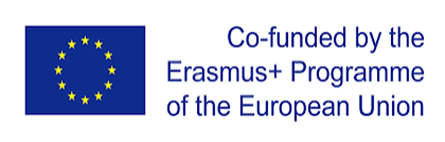 Co-funded by the
Erasmus+ Programme
of the European Union